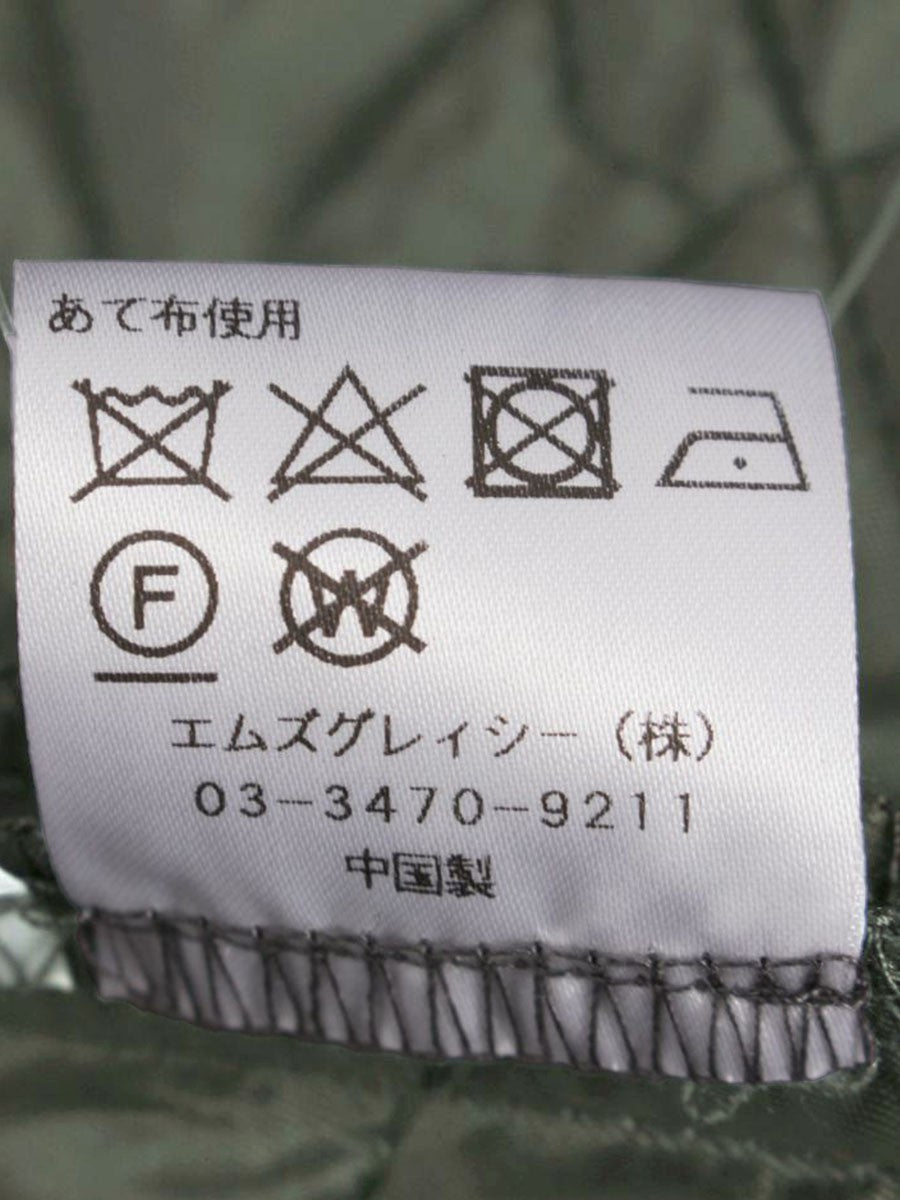 あて布使用
F W
エムズグレィシー（株）
03-3470-9211
中国製